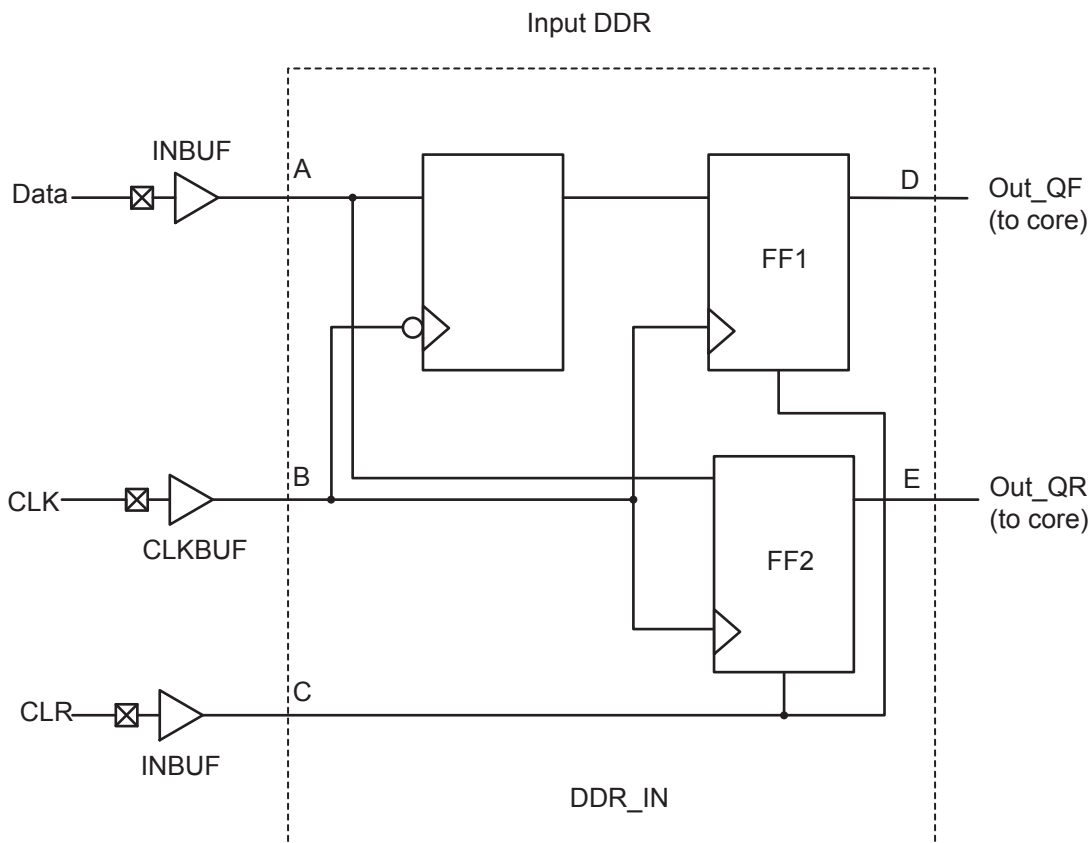 Input DDR
INBUF
Data
A
D
Out_QF
(to core)
FF1
CLK
CLKBUF
B
E
Out_QR
(to core)
FF2
CLR
INBUF
C
DDR_IN